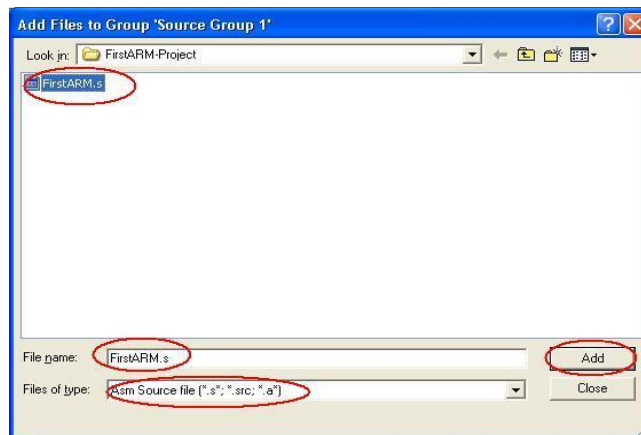 Add Files to Group 'Source Group 1'
Look in: FirstARM-Project
FirstARM.s
File name: FirstARM.s Add
Files of type: Asm Source file (*.s*; *.src; *.a*) Close